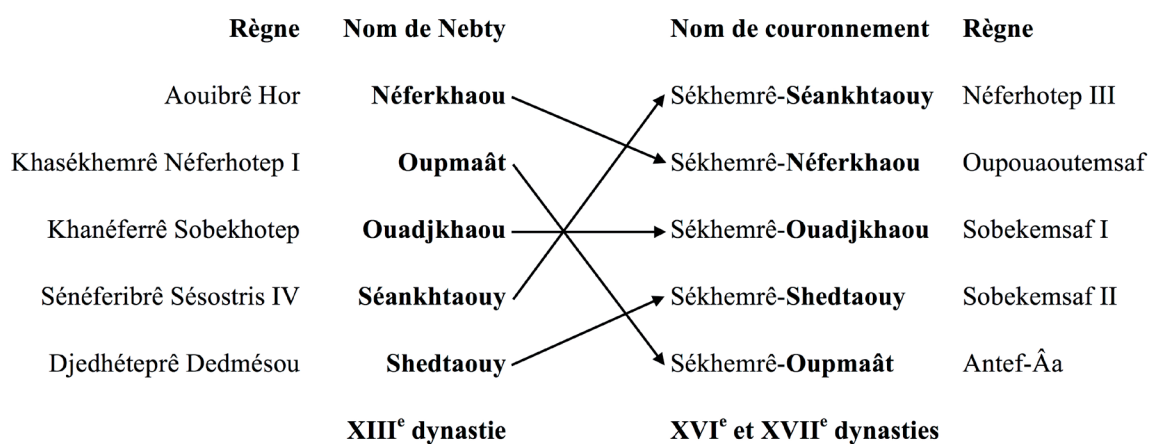 Règne Nom de Nebty Nom de couronnement Règne
Aouibrê Hor Néferkhaou Sékhemrê-Séankhtaouy Néferhotep III
Khasékhemrê Néferhotep I Oupmaât Sékhemrê-Néferkhaou Oupouaoutemsaf
Khanéferrê Sobekhotep Ouadjkhaou Sékhemrê-Ouadjkhaou Sobekemsaf I
Sénéferibrê Sésostris IV Séankhtaouy Sékhemrê-Shedtaouy Sobekemsaf II
Djedhéteprê Dedmésou Shedtaouy Sékhemrê-Oupmaât Antef-Âa
XIIIe dynastie XVIe et XVIIe dynasties